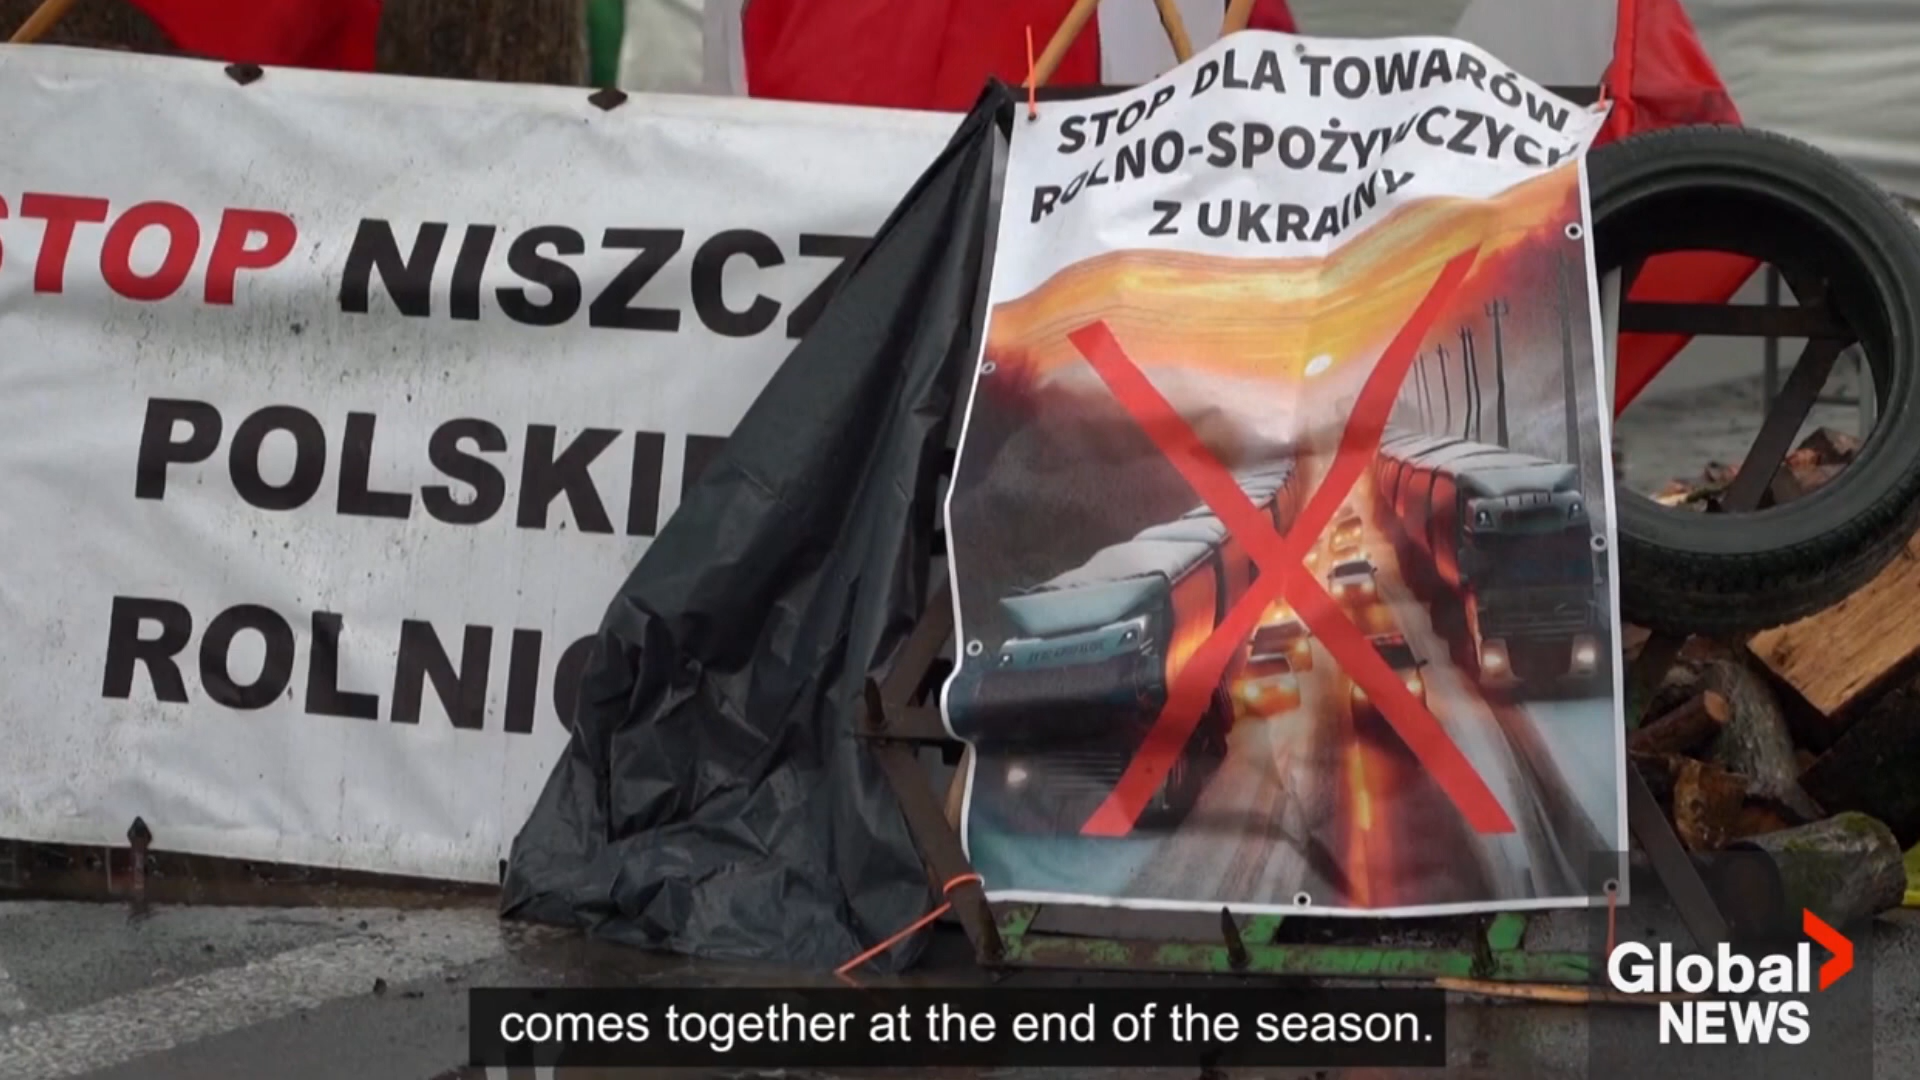 STOP NISZCZ
POLSKI
ROLNI
STOP DLA TOWARÓW
ROLNO-SPOŻYWCZYCH
Z UKRAINY
comes together at the end of the season.
Global
NEWS